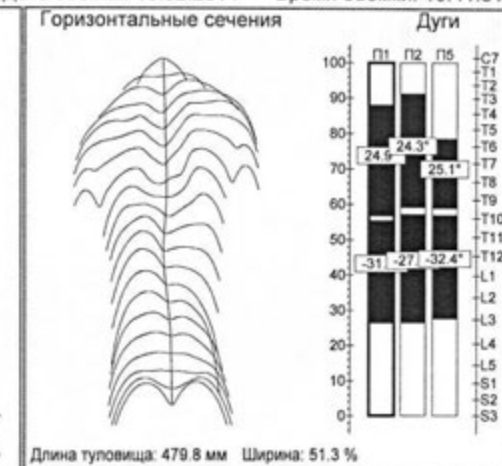 Горизонтальные сечения
Дуги
П1 П2 П5
100
90
80
70
60
50
40
30
20
10
0
24.9
24.3°
25.1°
-31
-27
-32.4°
C7
T1
T2
T3
T4
T5
T6
T7
T8
T9
T10
T11
T12
L1
L2
L3
L4
L5
S1
S2
S3
Длина туловища: 479.8 мм Ширина: 51.3 %